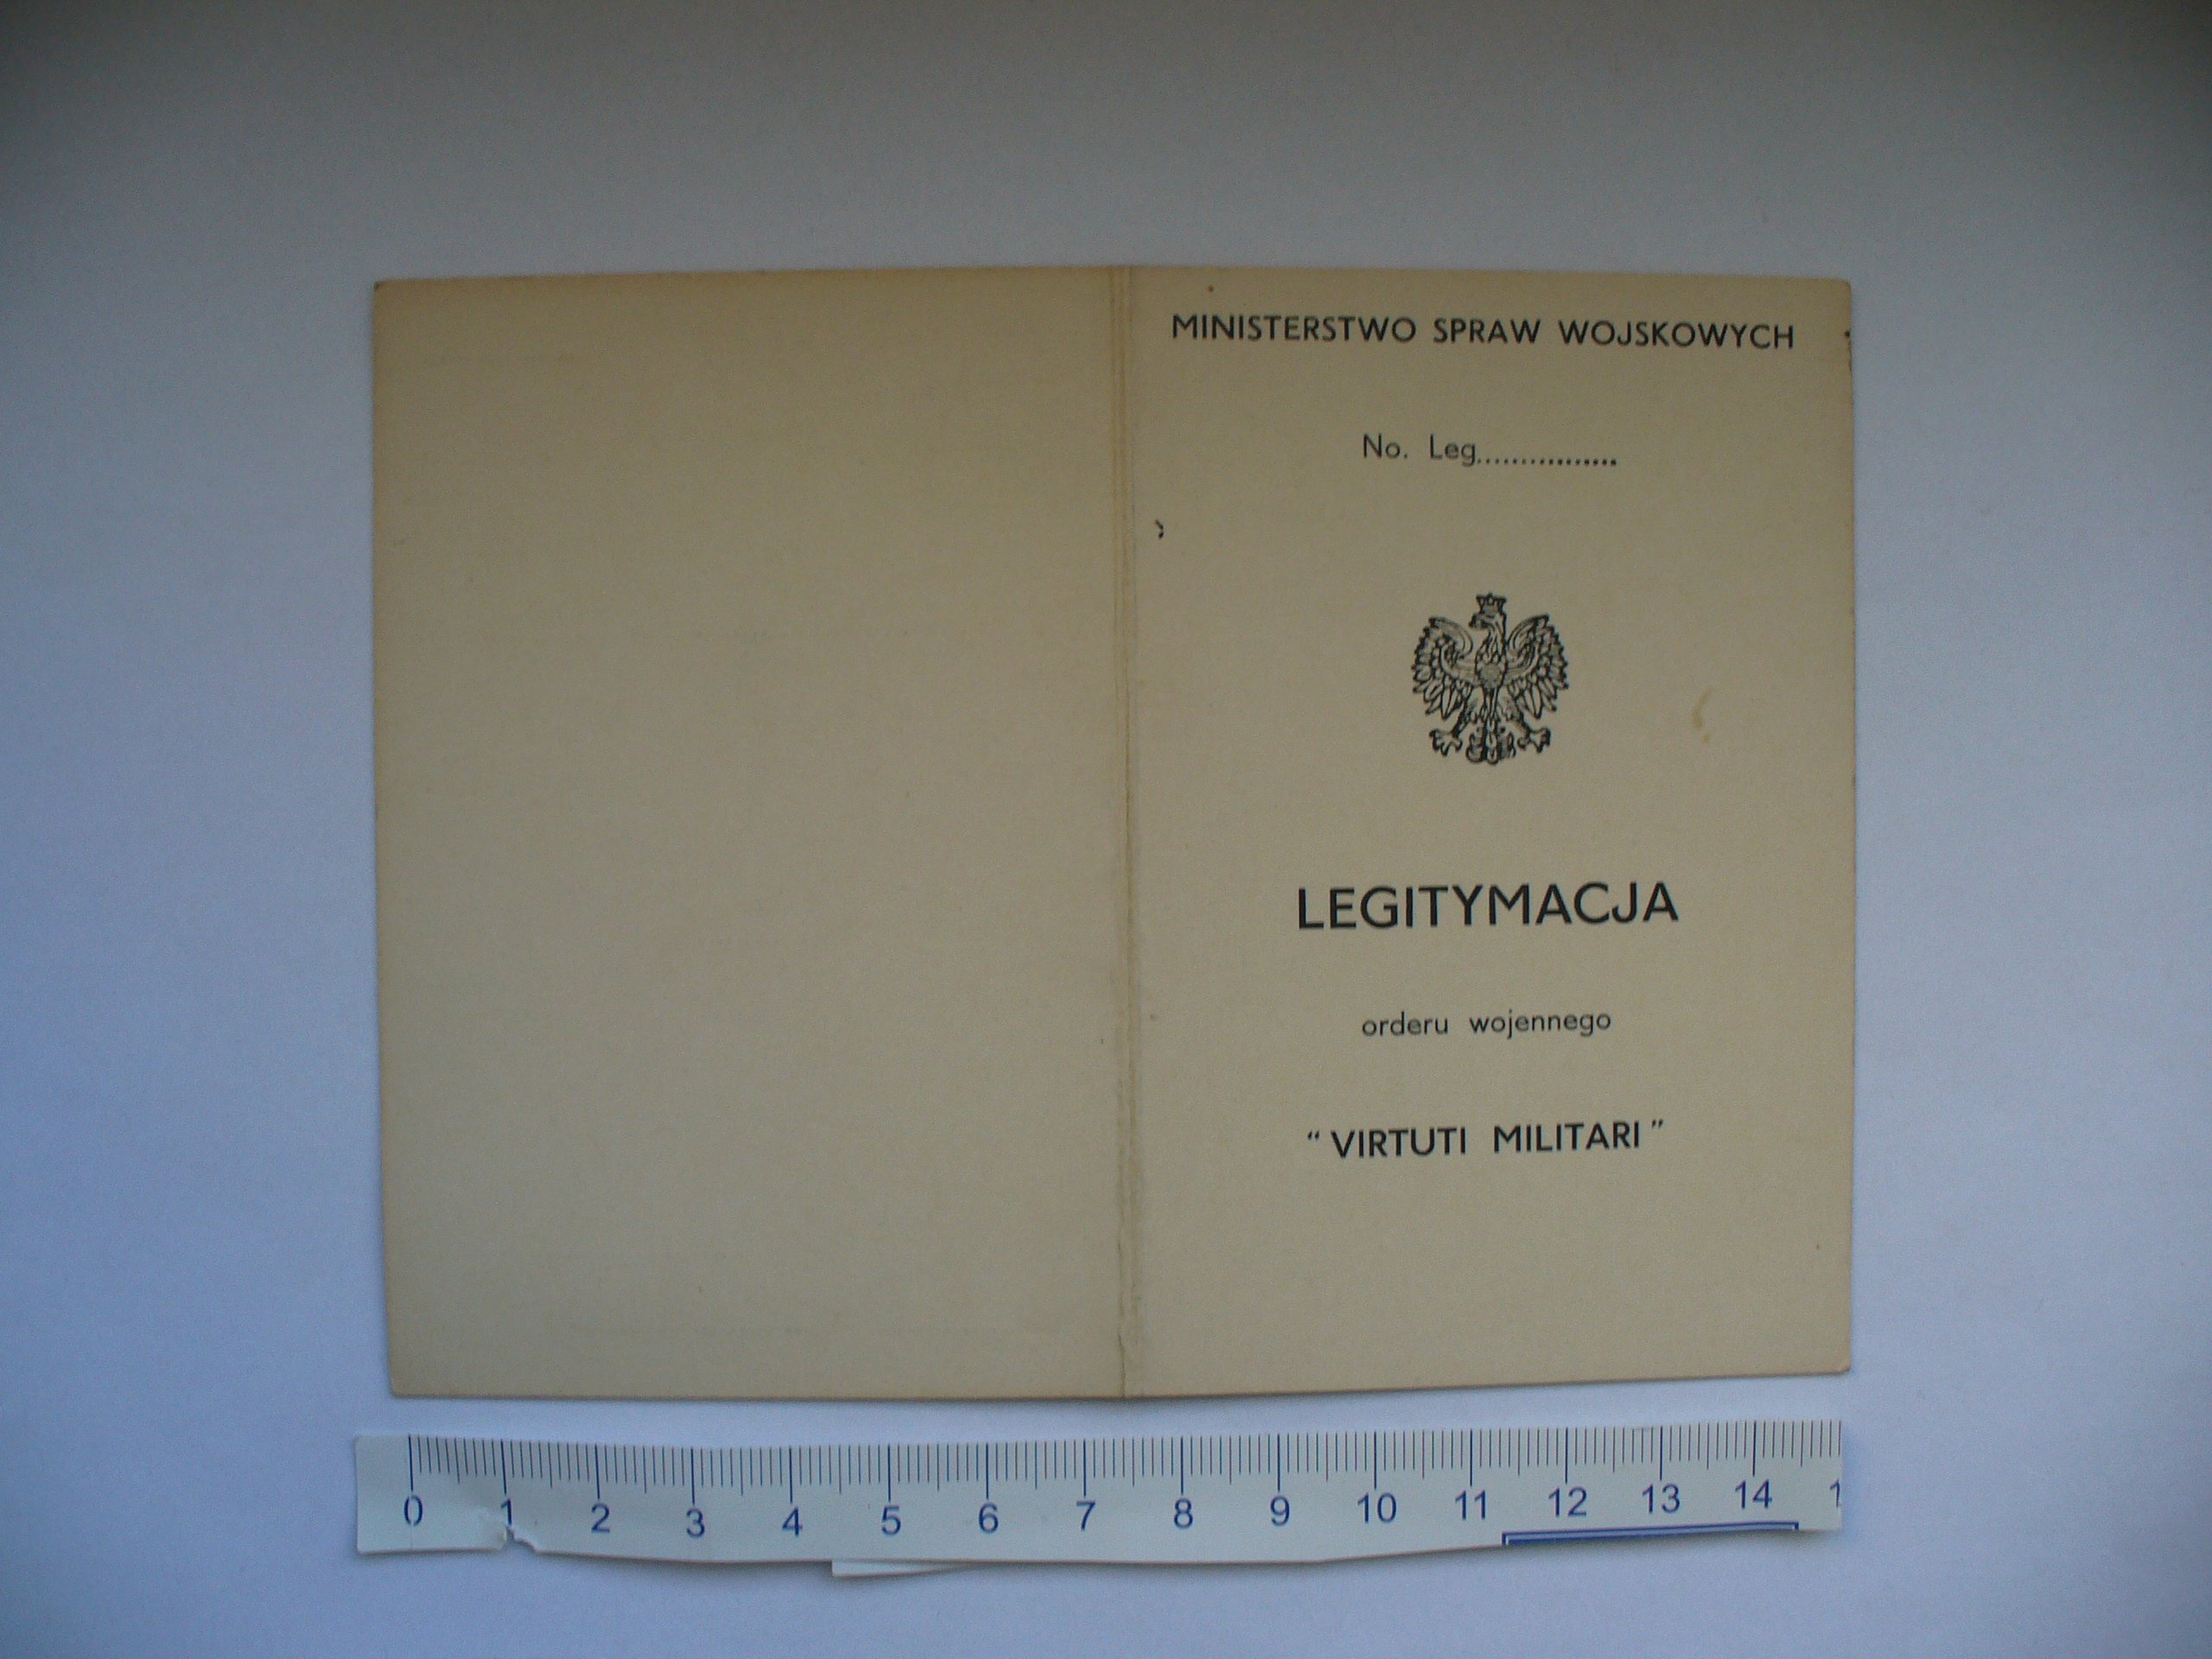 MINISTERSTWO SPRAW WOJSKOWYCH
No. Leg................
LEGITYMACJA
orderu wojennego
“VIRTUTI MILITARI”
0 1 2 3 4 5 6 7 8 9 10 11 12 13 14 1